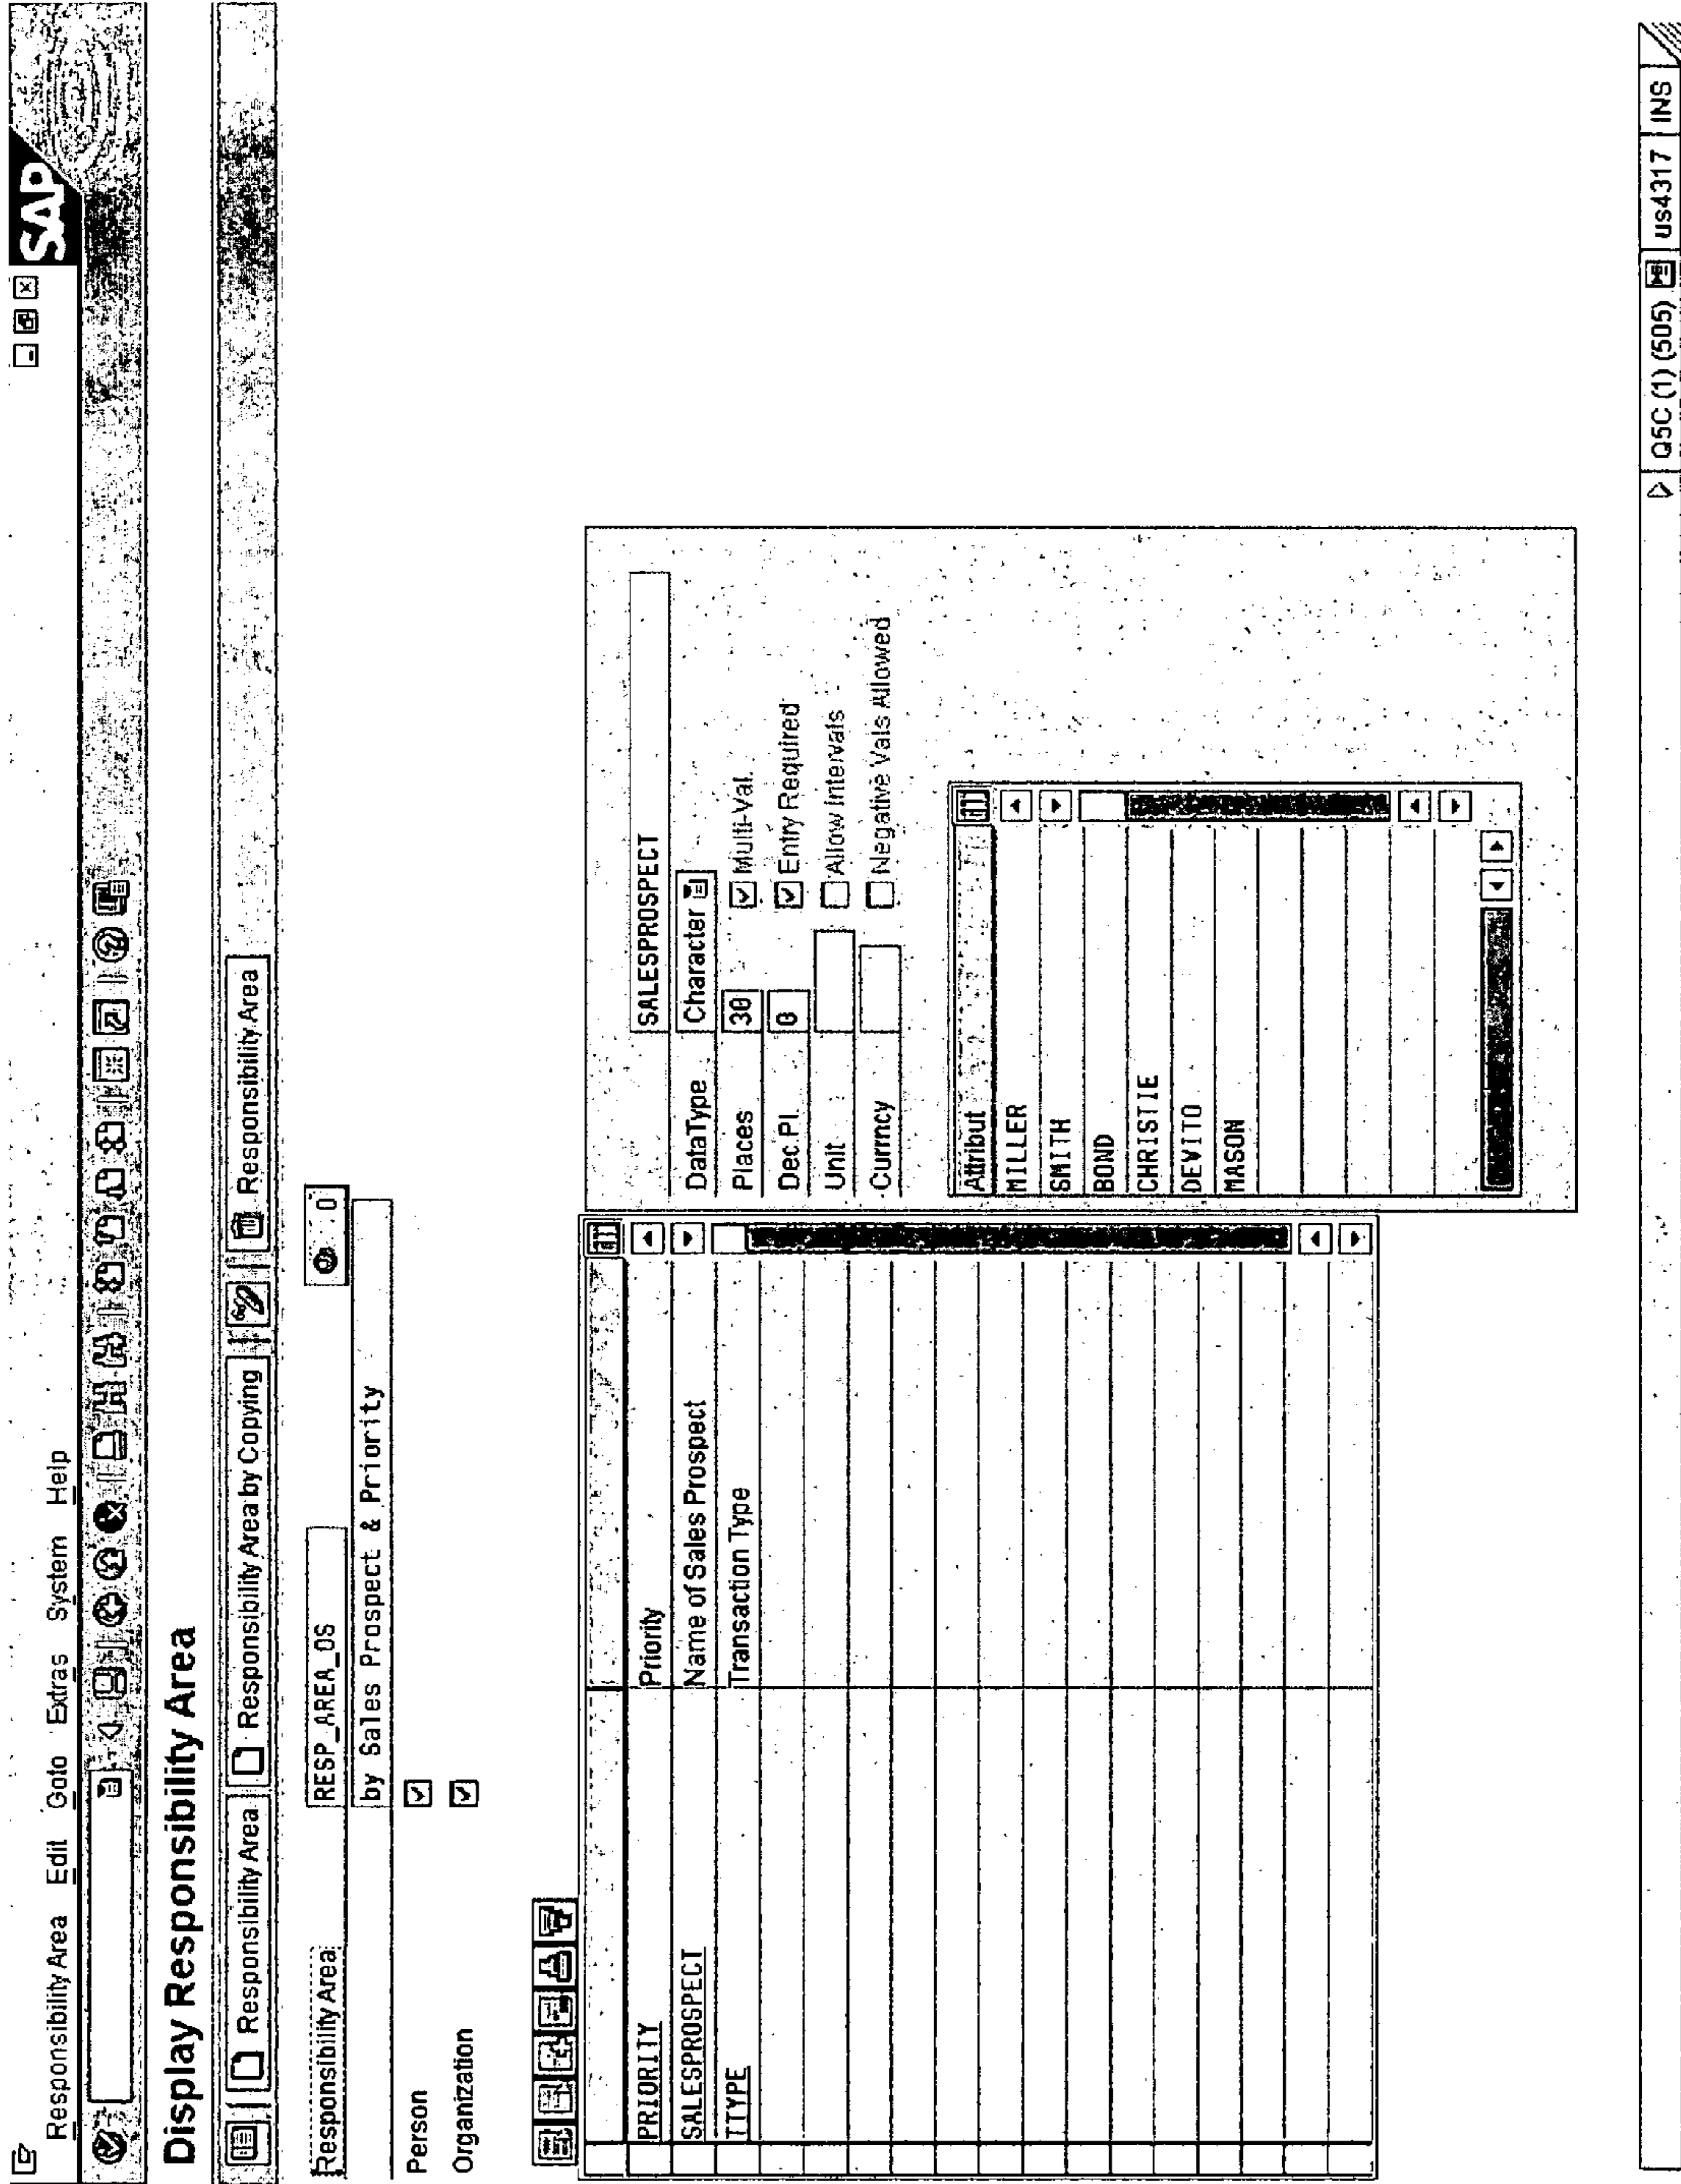 SAP
Responsibility Area Edit Goto Extras System Help
Display Responsibility Area
Responsibility Area Responsibility Area by Copying Responsibility Area
Responsibility Area RESP_AREA_OS 0
by Sales Prospect & Priority
Person
Organization
PRIORITY Priority
SALESPROSPECT Name of Sales Prospect
TTYPE Transaction Type
SALESPROSPECT
DataType Character
Places 30 Multi-Val.
Dec.Pl. 0 Entry Required
Unit Allow Intervals
Currncy Negative Vals Allowed
Attribut
MILLER
SMITH
BOND
CHRISTIE
DEVITO
MASON
Q5C (1) (505) us4317 INS